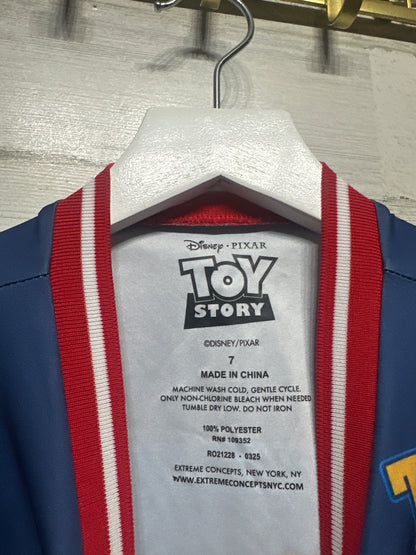 Disney · PIXAR
TOY
STORY
©DISNEY/PIXAR
7
MADE IN CHINA
MACHINE WASH COLD, GENTLE CYCLE.
ONLY NON-CHLORINE BLEACH WHEN NEEDED
TUMBLE DRY LOW. DO NOT IRON
100% POLYESTER
RN# 109352
RO21228 - 0325
EXTREME CONCEPTS, NEW YORK, NY
WWW.EXTREMECONCEPTSNYC.COM